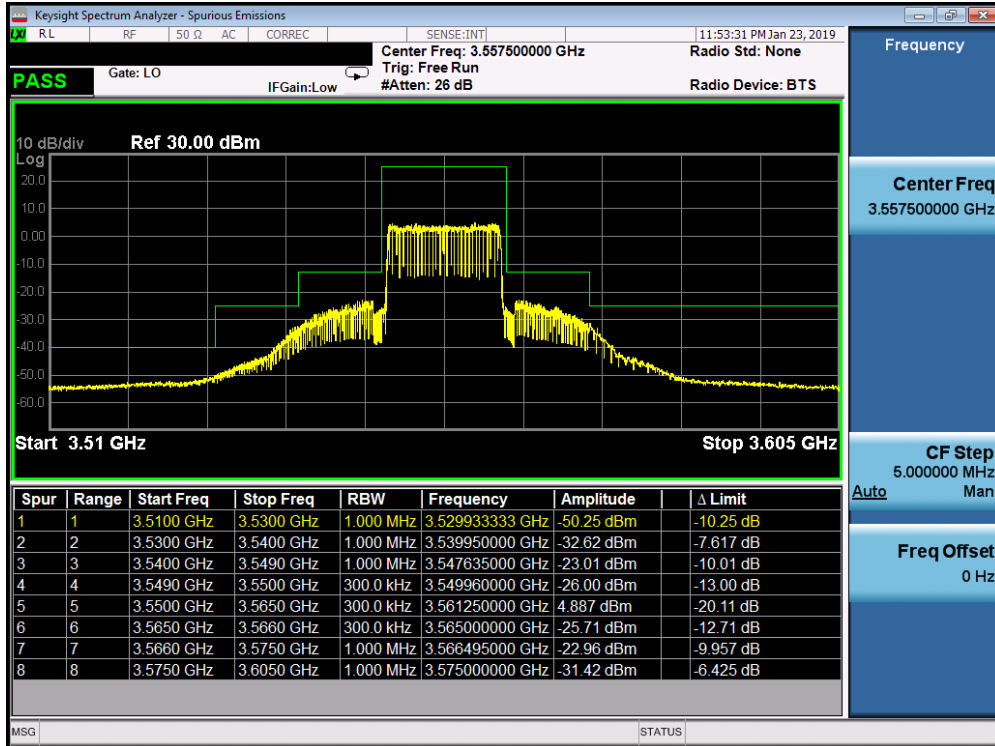 Keysight Spectrum Analyzer - Spurious Emissions
LXI RL RF 50 Ω AC CORREC SENSE:INT 11:53:31 PM Jan 23, 2019
Center Freq: 3.557500000 GHz Radio Std: None
PASS Gate: LO Trig: Free Run
IFGain:Low #Atten: 26 dB Radio Device: BTS
10 dB/div Ref 30.00 dBm
Log
20.0
10.0
0.00
-10.0
-20.0
-30.0
-40.0
-50.0
-60.0
Start 3.51 GHz Stop 3.605 GHz
Spur Range Start Freq Stop Freq RBW Frequency Amplitude Δ Limit
1 1 3.5100 GHz 3.5300 GHz 1.000 MHz 3.529933333 GHz -50.25 dBm -10.25 dB
2 2 3.5300 GHz 3.5400 GHz 1.000 MHz 3.539950000 GHz -32.62 dBm -7.617 dB
3 3 3.5400 GHz 3.5490 GHz 1.000 MHz 3.547635000 GHz -23.01 dBm -10.01 dB
4 4 3.5490 GHz 3.5500 GHz 300.0 kHz 3.549960000 GHz -26.00 dBm -13.00 dB
5 5 3.5500 GHz 3.5650 GHz 300.0 kHz 3.561250000 GHz 4.887 dBm -20.11 dB
6 6 3.5650 GHz 3.5660 GHz 300.0 kHz 3.565000000 GHz -25.71 dBm -12.71 dB
7 7 3.5660 GHz 3.5750 GHz 1.000 MHz 3.566495000 GHz -22.96 dBm -9.957 dB
8 8 3.5750 GHz 3.6050 GHz 1.000 MHz 3.575000000 GHz -31.42 dBm -6.425 dB
MSG STATUS
Frequency
Center Freq
3.557500000 GHz
CF Step
5.000000 MHz
Auto Man
Freq Offset
0 Hz